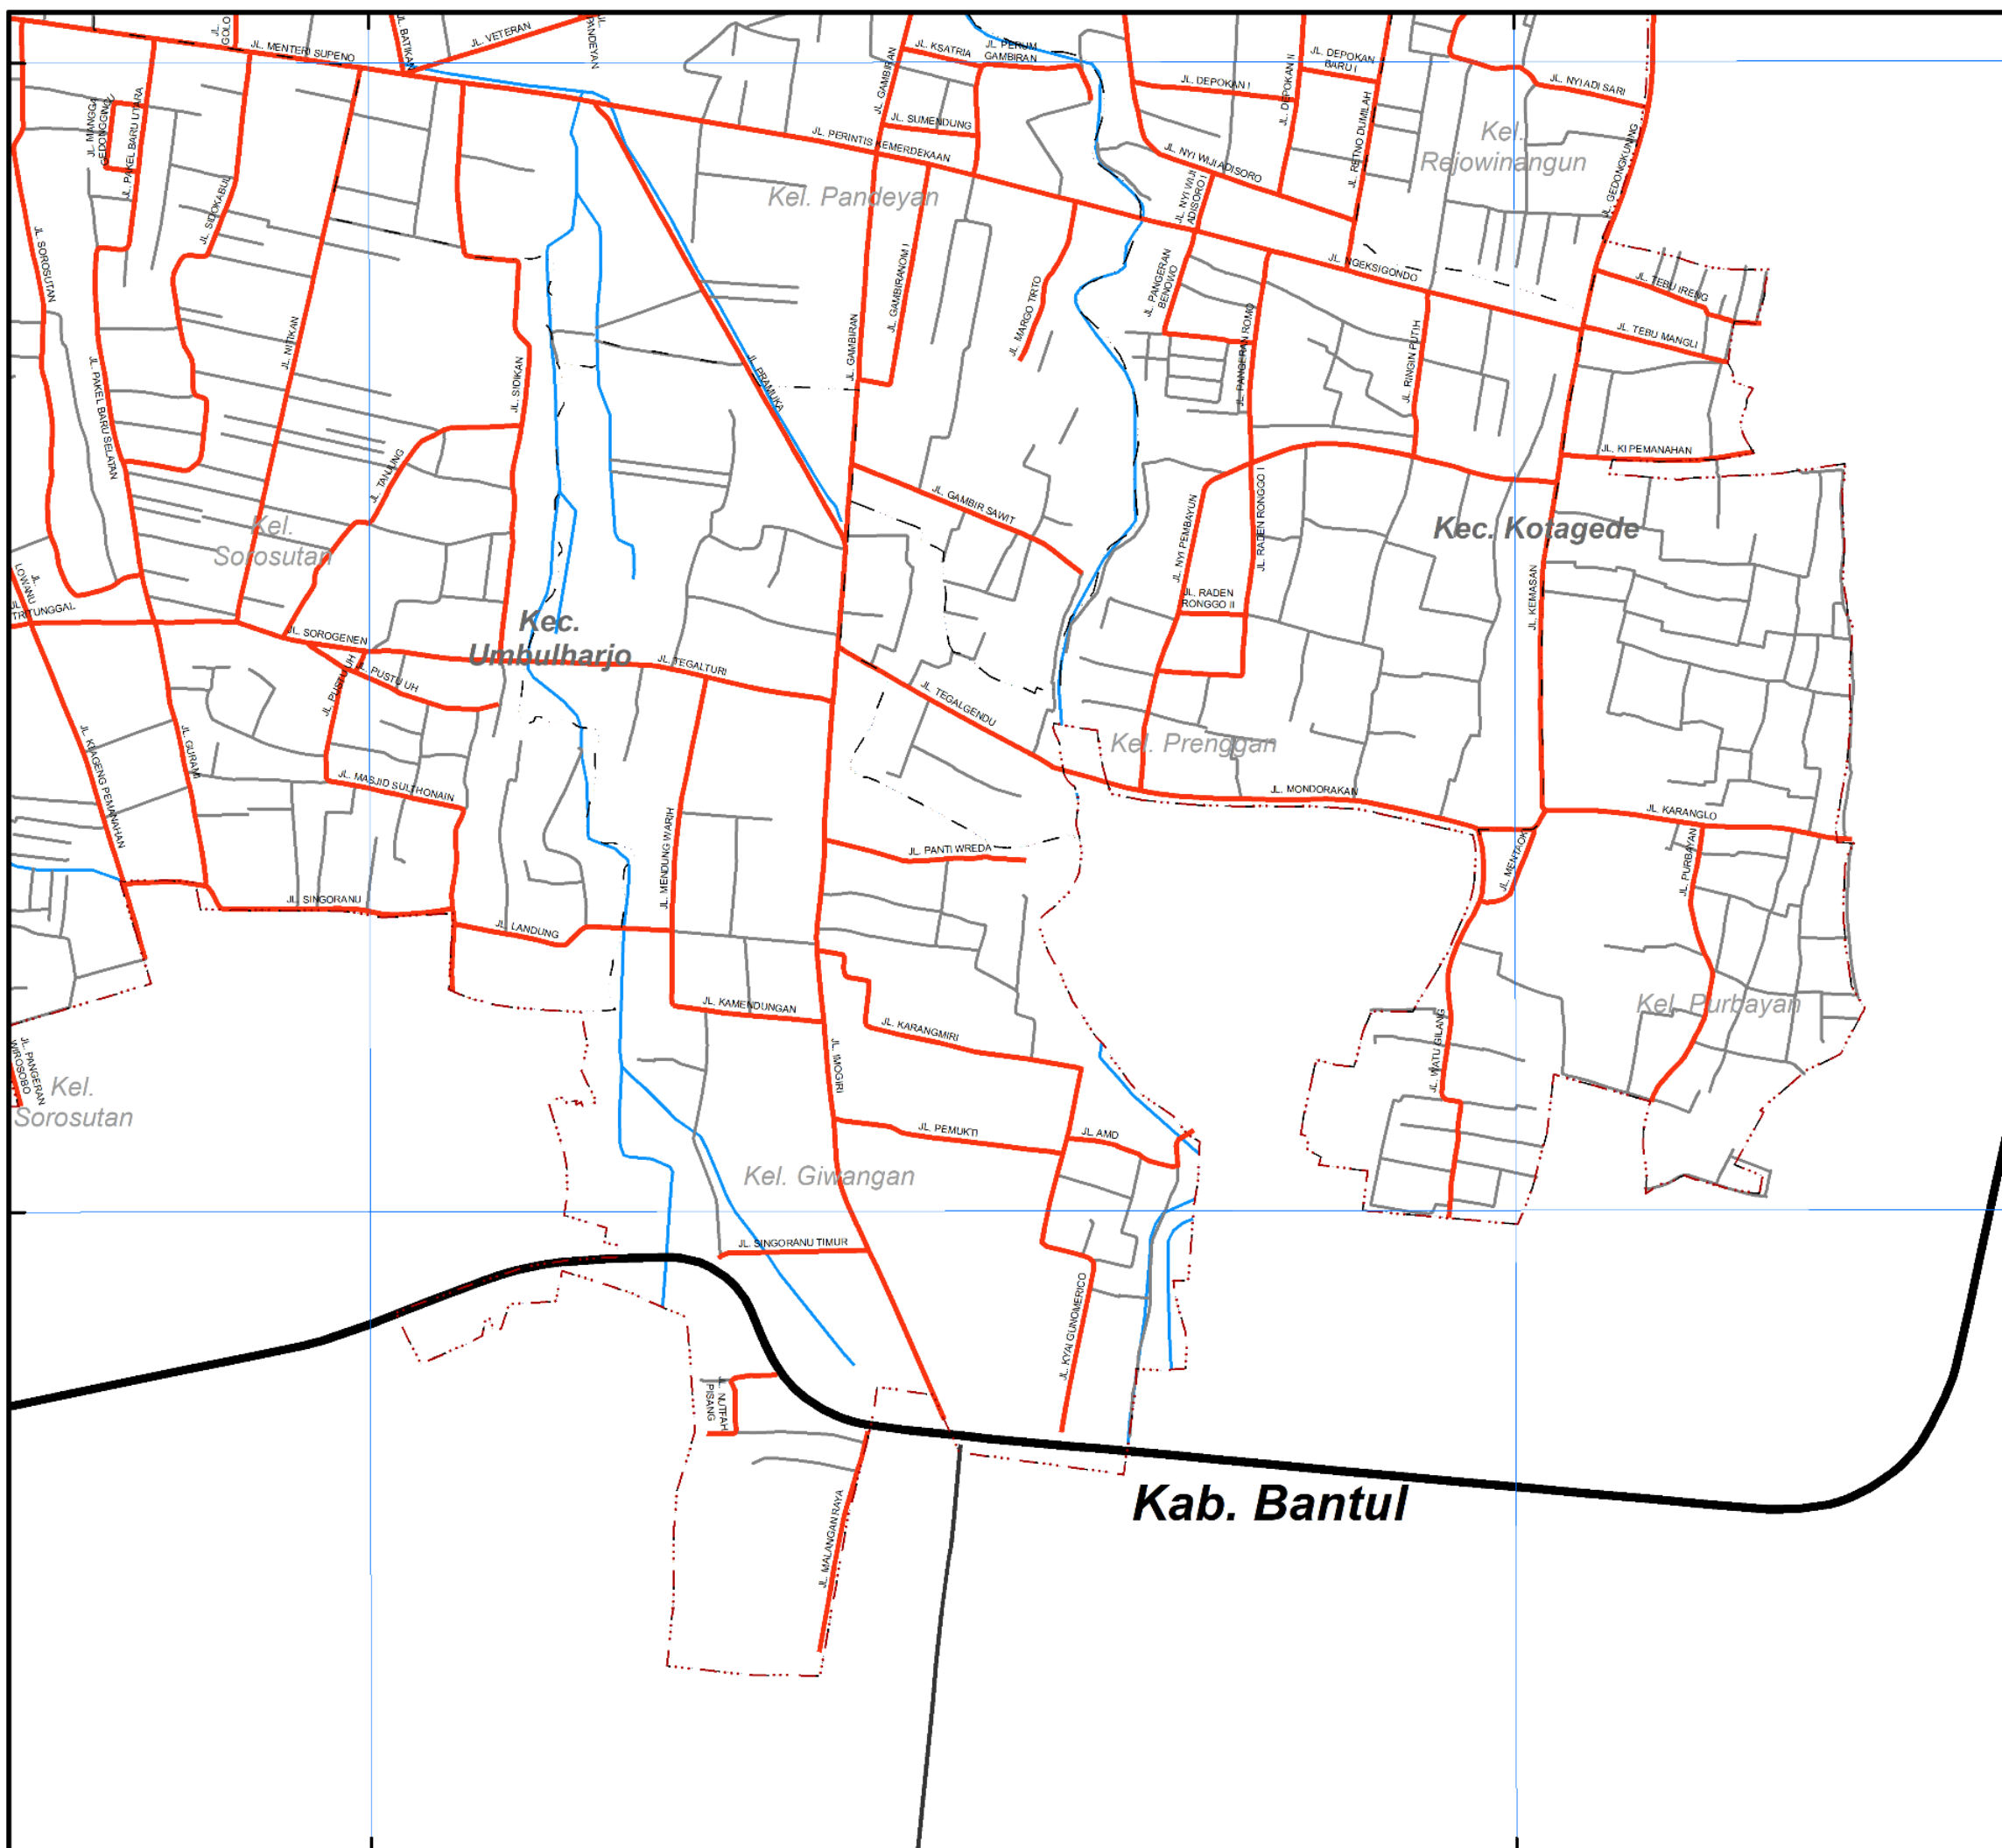 JL.
GOLO
JL. MENTERI SUPENO
JL. BATIKAN
JL. VETERAN
JL.
PANDEYAN
JL. GAMBIRAN
JL. KSATRIA
JL. PERUM
GAMBIRAN
JL. DEPOKAN I
JL. DEPOKAN II
JL. DEPOKAN
BARU I
JL. NYI ADI SARI
JL. MANGGA
GEDONGGINCU
JL. PAKEL BARU UTARA
JL. SUMENDUNG
JL. PERINTIS KEMERDEKAAN
JL. NYI WIJI ADISORO
JL. NYI WIJI
ADISORO I
JL. RETNO DUMILAH
Kel.
Rejowinangun
JL. GEDONGKUNING
Kel. Pandeyan
JL. SIDOKABUL
JL. SOROSUTAN
JL. GAMBIRANOM I
JL. MARGO TIRTO
JL. PANGERAN
BENOWO
JL. NGEKSIGONDO
JL. TEBU IRENG
JL. TEBU MANGLI
JL. NITIKAN
JL. PAKEL BARU SELATAN
JL. SIDIKAN
JL. PRAMUKA
JL. GAMBIRAN
JL. PANGERAN ROMO
JL. RINGIN PUTIH
JL. KI PEMANAHAN
JL. TANJUNG
JL. GAMBIR SAWIT
JL. RADEN RONGGO I
JL. NYI PEMBAYUN
Kec. Kotagede
Kel.
Sorosutan
JL.
LOWANU
JL.
TRITUNGGAL
JL. RADEN
RONGGO II
JL. KEMASAN
JL. SOROGENEN
Kec.
Umbulharjo
JL. TEGALTURI
JL. PUSTU UH
JL. PUSTU UH
JL. TEGALGENDU
Kel. Prenggan
JL. KI AGENG PEMANAHAN
JL. GURAMI
JL. MASJID SULTHONAIN
JL. MONDORAKAN
JL. KARANGLO
JL. MENDUNG WARIH
JL. PANTI WREDA
JL. MENTAOK
JL. PURBAYAN
JL. SINGORANU
JL. LANDUNG
JL. KAMENDUNGAN
JL. KARANGMIRI
Kel. Purbayan
JL. PANGERAN
WIROSOBO
Kel.
Sorosutan
JL. IMOGIRI
JL. WATU GILANG
JL. PEMUKTI
JL. AMD
Kel. Giwangan
JL. SINGORANU TIMUR
JL. KYAI GUNOMERICO
JL. NUTFAH
PISANG
Kab. Bantul
JL. MALANGAN RAYA